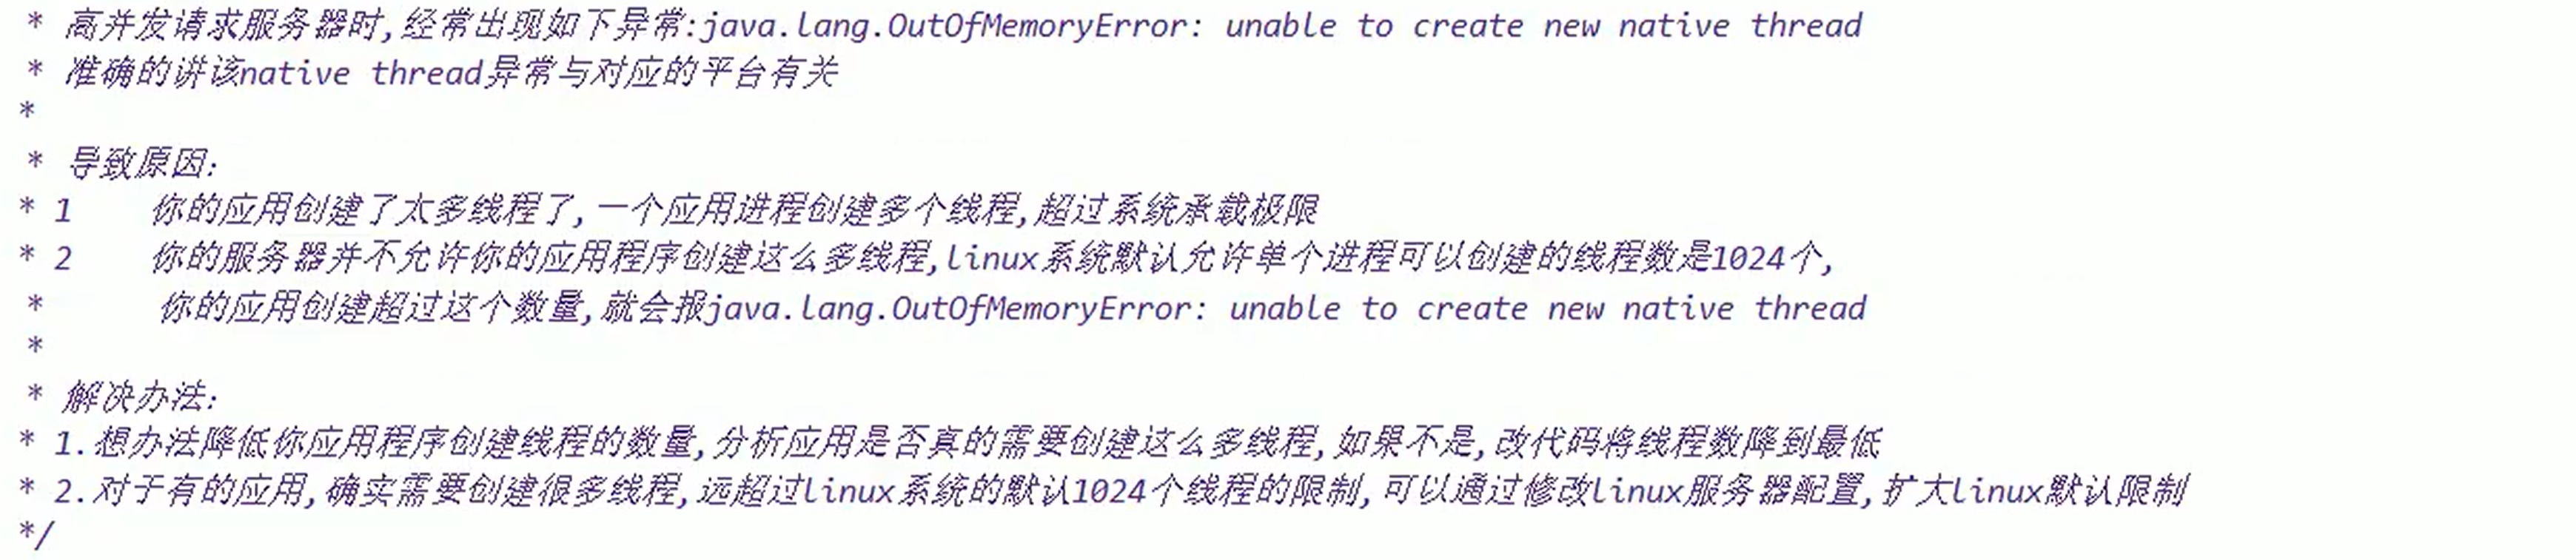 * 高并发请求服务器时,经常出现如下异常:java.lang.OutOfMemoryError: unable to create new native thread
* 准确的讲该native thread异常与对应的平台有关
*
* 导致原因:
* 1    你的应用创建了太多线程了,一个应用进程创建多个线程,超过系统承载极限
* 2    你的服务器并不允许你的应用程序创建这么多线程,linux系统默认允许单个进程可以创建的线程数是1024个,
*      你的应用创建超过这个数量,就会报java.lang.OutOfMemoryError: unable to create new native thread
*
* 解决办法:
* 1.想办法降低你应用程序创建线程的数量,分析应用是否真的需要创建这么多线程,如果不是,改代码将线程数降到最低
* 2.对于有的应用,确实需要创建很多线程,远超过linux系统的默认1024个线程的限制,可以通过修改linux服务器配置,扩大linux默认限制
*/